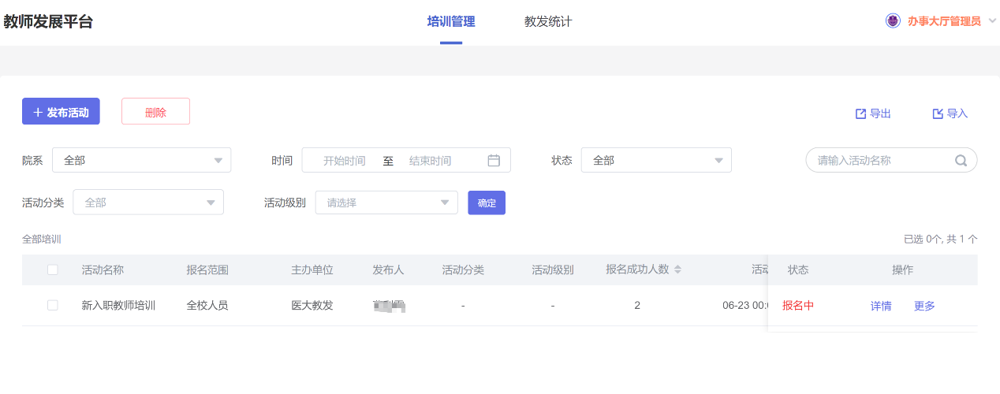 教师发展平台 培训管理 教发统计 办事大厅管理员
发布活动 删除 导出 导入
院系 全部 时间 开始时间 至 结束时间 状态 全部 请输入活动名称
活动分类 全部 活动级别 请选择 确定
全部培训 已选 0个, 共 1 个
活动名称 报名范围 主办单位 发布人 活动分类 活动级别 报名成功人数 活动 状态 操作
新入职教师培训 全校人员 医大教发 - - 2 06-23 00:0 报名中 详情 更多